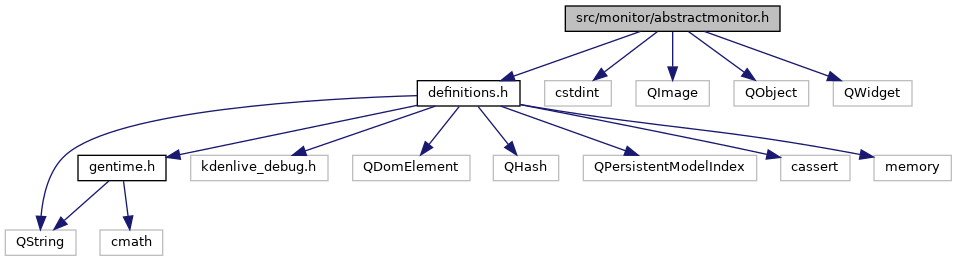 src/monitor/abstractmonitor.h
definitions.h
cstdint
QImage
QObject
QWidget
gentime.h
kdenlive_debug.h
QDomElement
QHash
QPersistentModelIndex
cassert
memory
QString
cmath